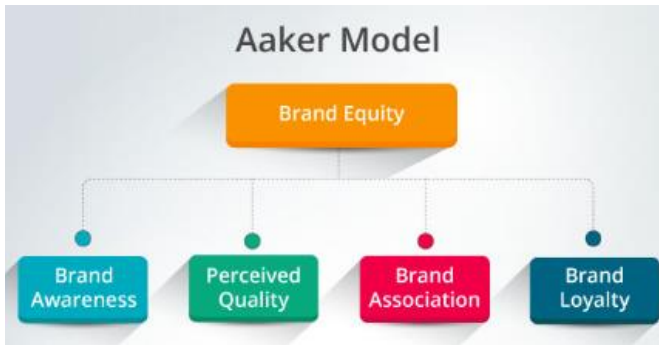 Aaker Model
Brand Equity
Brand
Awareness
Perceived
Quality
Brand
Association
Brand
Loyalty